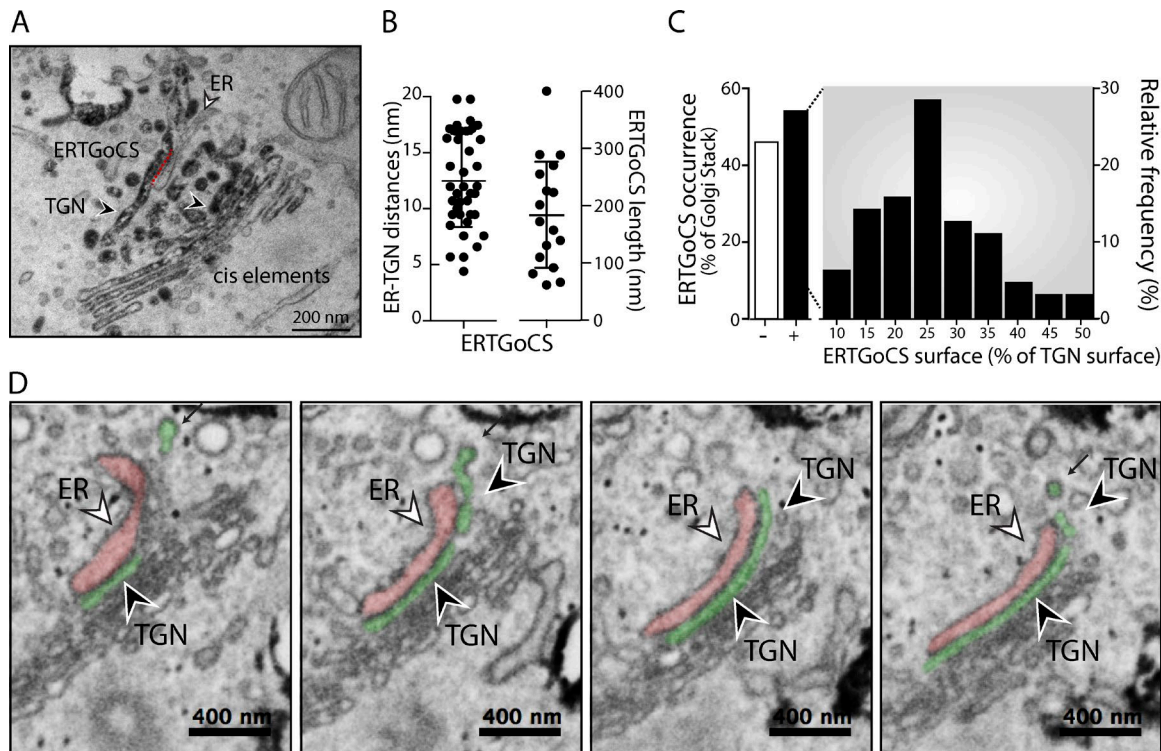 A
ER
ERTGoCS
TGN
cis elements
200 nm
B
ER-TGN distances (nm)
20
15
10
5
0
400
300
200
100
0
ERTGoCS length (nm)
ERTGoCS
C
ERTGoCS occurrence
(% of Golgi Stack)
60
40
20
0
- +
30
20
10
0
Relative frequency (%)
10 15 20 25 30 35 40 45 50
ERTGoCS surface (% of TGN surface)
D
ER
TGN
400 nm
TGN
ER
TGN
400 nm
TGN
ER
TGN
400 nm
TGN
ER
TGN
400 nm